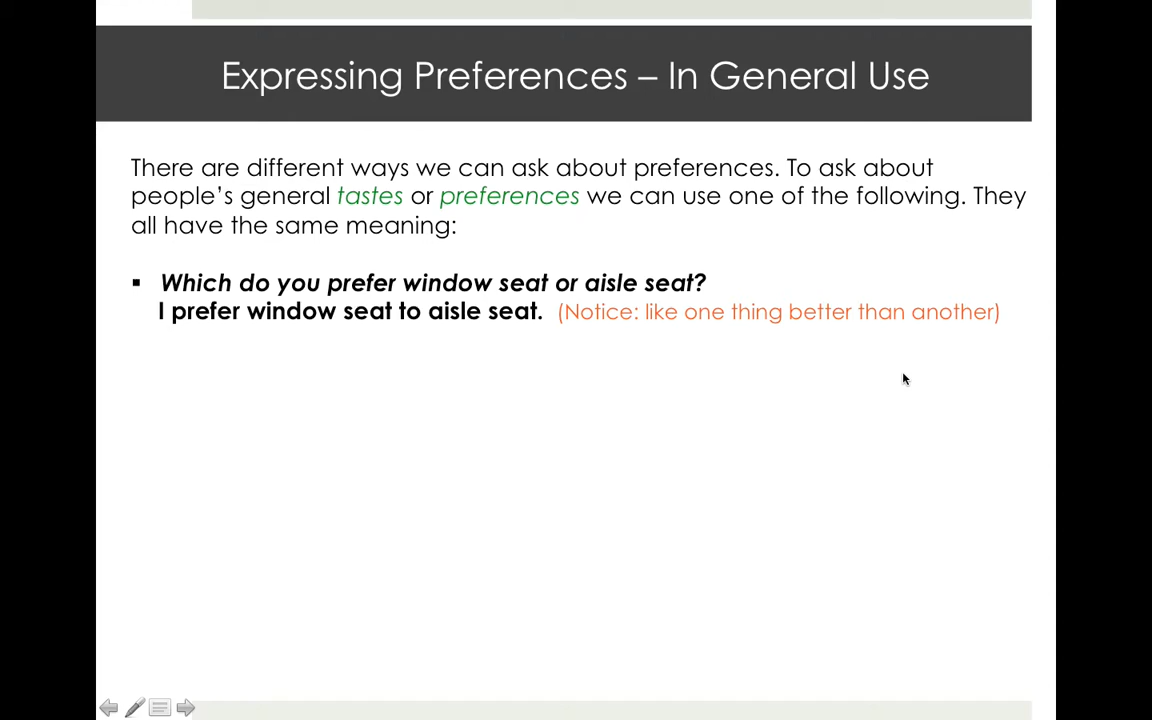 Expressing Preferences – In General Use
There are different ways we can ask about preferences. To ask about
people's general tastes or preferences we can use one of the following. They
all have the same meaning:
▪ Which do you prefer window seat or aisle seat?
I prefer window seat to aisle seat. (Notice: like one thing better than another)